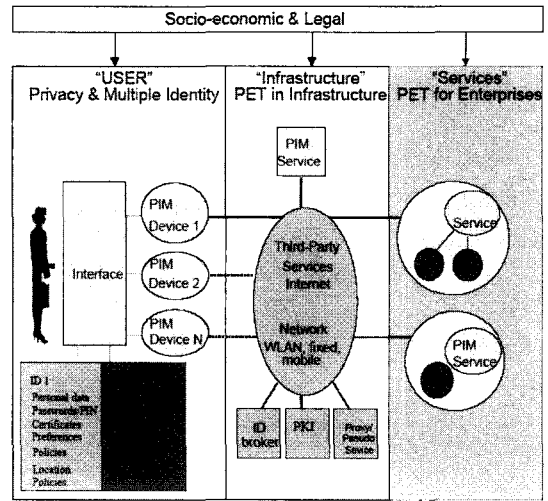 Socio-economic & Legal
"USER"
Privacy & Multiple Identity
"Infrastructure"
PET in Infrastructure
"Services"
PET for Enterprises
PIM
Service
PIM
Device 1
Interface
PIM
Device 2
PIM
Device N
Third-Party
Services
Internet
Network
WLAN, fixed,
mobile
Service
PIM
Service
ID 1
Personal data
Passwords/PIN
Certificates
Preferences
Policies
Location
Policies
ID
broker
PKI
Proxy/
Pseudo
Service